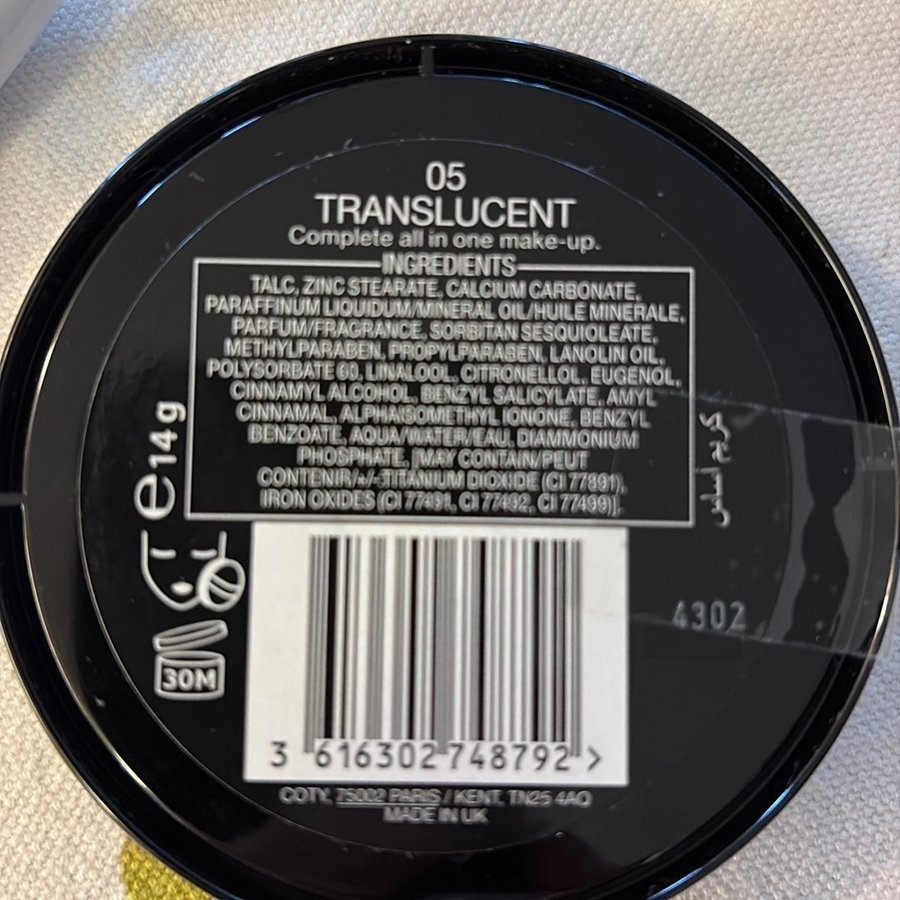 05
TRANSLUCENT
Complete all in one make-up.
INGREDIENTS
TALC, ZINC STEARATE, CALCIUM CARBONATE,
PARAFFINUM LIQUIDUM/MINERAL OIL/HUILE MINERALE,
PARFUM/FRAGRANCE, SORBITAN SESQUIOLEATE,
METHYLPARABEN, PROPYLPARABEN, LANOLIN OIL,
POLYSORBATE 60, LINALOOL, CITRONELLOL, EUGENOL,
CINNAMYL ALCOHOL, BENZYL SALICYLATE, AMYL
CINNAMAL, ALPHAISOMETHYL IONONE, BENZYL
BENZOATE, AQUA/WATER/EAU, DIAMMONIUM
PHOSPHATE, [MAY CONTAIN/PEUT
CONTENIR/+/-:TITANIUM DIOXIDE (CI 77891),
IRON OXIDES (CI 77491, CI 77492, CI 77499)].
e14g
كريم اساس
4302
30M
3 616302 748792 >
COTY, 75002 PARIS / KENT, TN25 4AQ
MADE IN UK